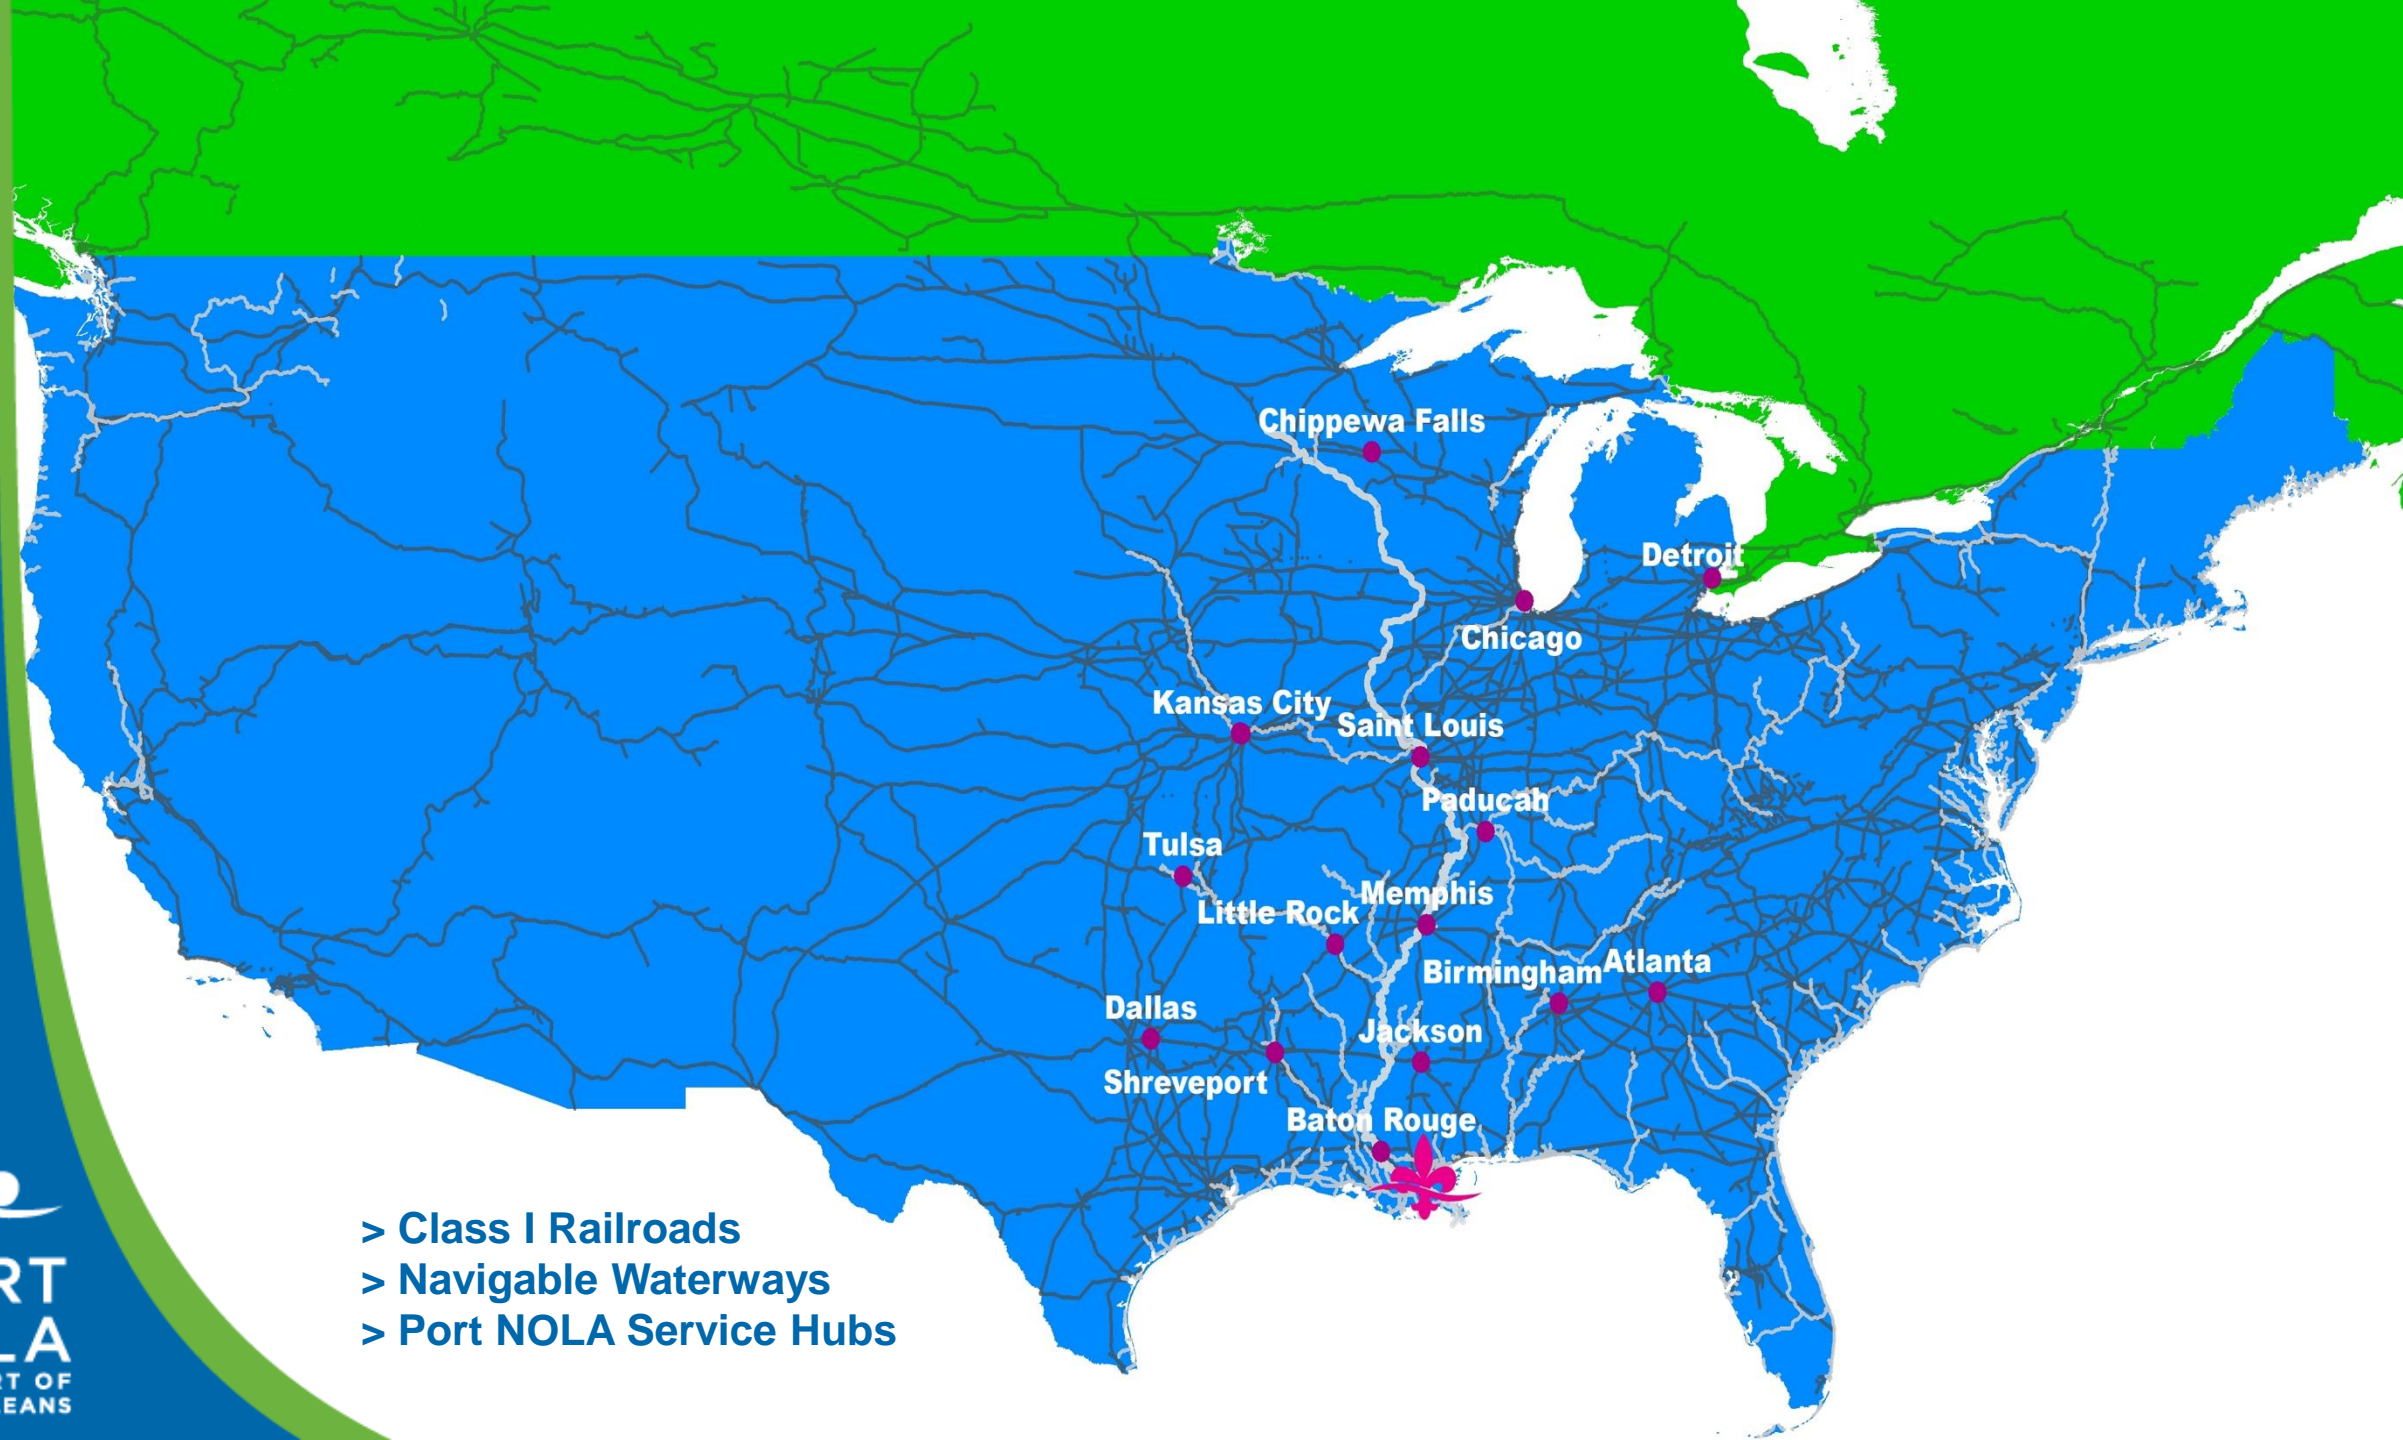 Chippewa Falls
Detroit
Chicago
Kansas City
Saint Louis
Paducah
Tulsa
Memphis
Little Rock
Birmingham
Atlanta
Dallas
Jackson
Shreveport
Baton Rouge
> Class I Railroads
> Navigable Waterways
> Port NOLA Service Hubs
RT
LA
RT OF
EANS